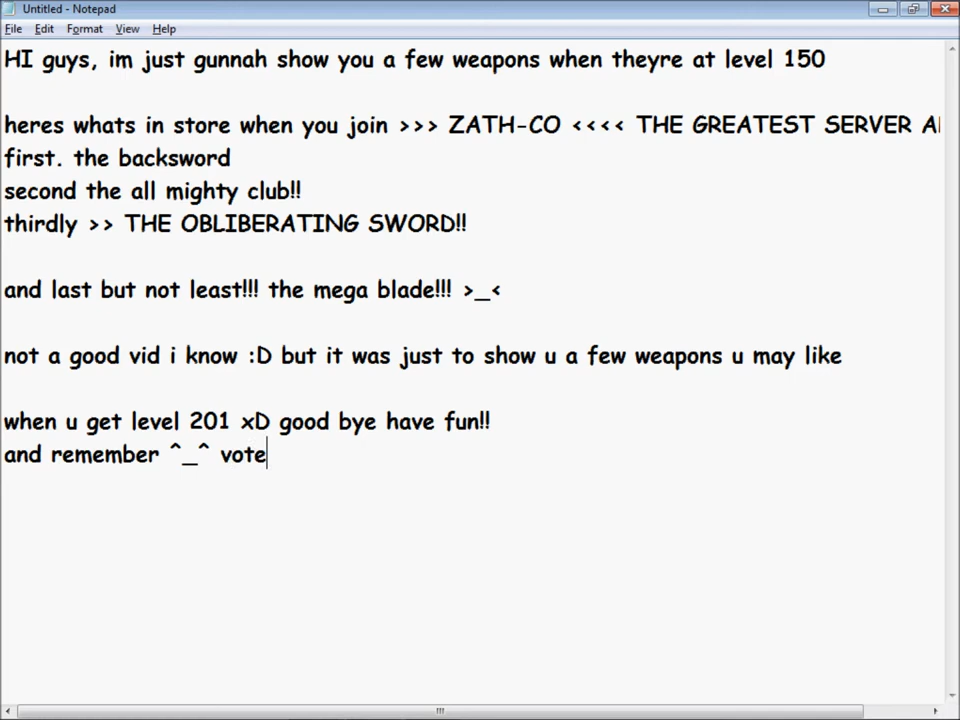 Untitled - Notepad
File Edit Format View Help
HI guys, im just gunnah show you a few weapons when theyre at level 150
heres whats in store when you join >>> ZATH-CO <<<< THE GREATEST SERVER
first. the backsword
second the all mighty club!!
thirdly >> THE OBLIBERATING SWORD!!
and last but not least!!! the mega blade!!! >_<
not a good vid i know :D but it was just to show u a few weapons u may like
when u get level 201 xD good bye have fun!!
and remember ^_^ vote